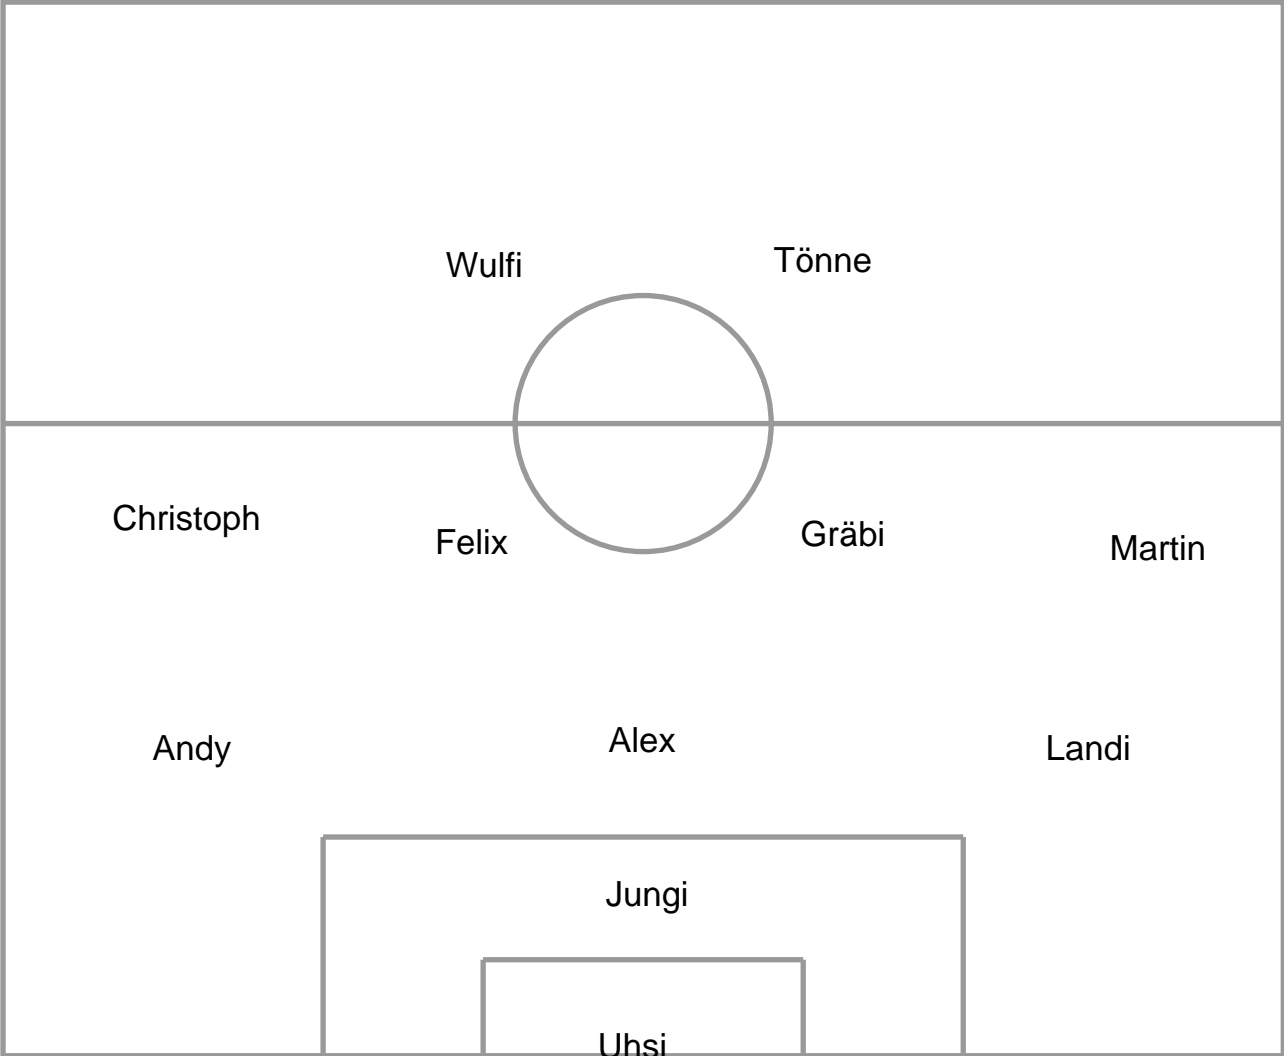 Wulfi
Tönne
Christoph
Felix
Gräbi
Martin
Andy
Alex
Landi
Jungi
Uhsi